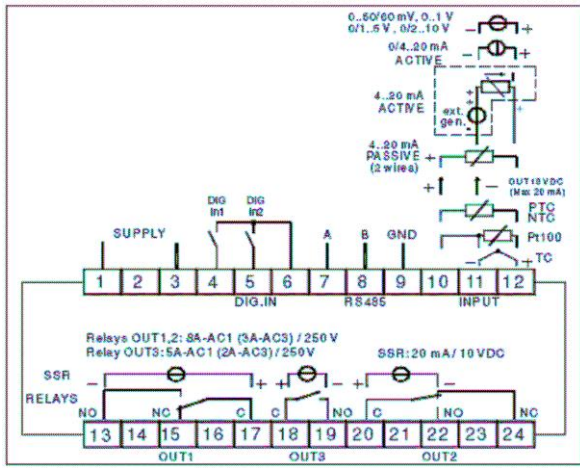 0..50/60 mV, 0..1 V
0/1..5 V, 0/2..10 V
- +
0/4..20 mA
ACTIVE
- +
4..20 mA
ACTIVE
ext.
gen.
+
+
-
4..20 mA
PASSIVE
(2 wires)
+ -
+ -
OUT18VDC
(Max 20 mA)
PTC
NTC
Pt100
- + TC
DIG
In1
DIG
In2
SUPPLY
A B GND
1 2 3 4 5 6 7 8 9 10 11 12
DIG.IN RS485 INPUT
Relays OUT1,2: 8A-AC1 (3A-AC3) / 250 V
Relay OUT3: 5A-AC1 (2A-AC3) / 250 V
SSR: 20 mA / 10 VDC
SSR - + + - + -
RELAYS
NO NC C C NO C NO NC
13 14 15 16 17 18 19 20 21 22 23 24
OUT1 OUT3 OUT2